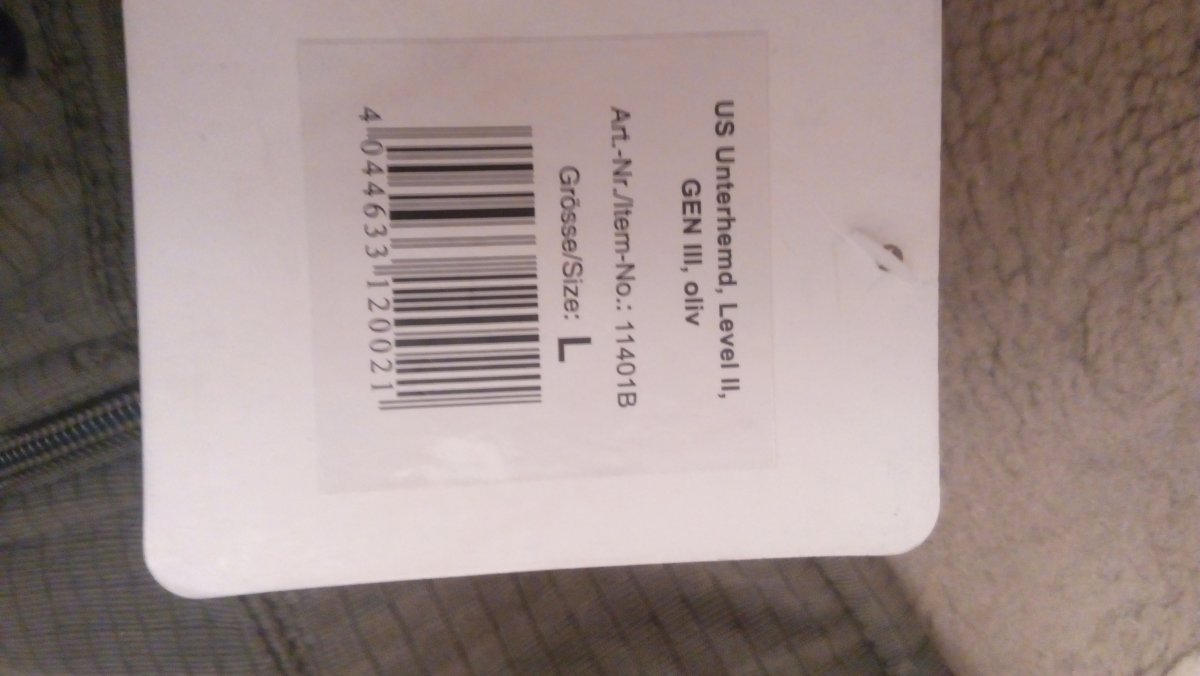 US Unterhemd, Level II,
GEN III, oliv
Art.-Nr./Item-No.: 11401B
Grösse/Size: L
4 044633 120021